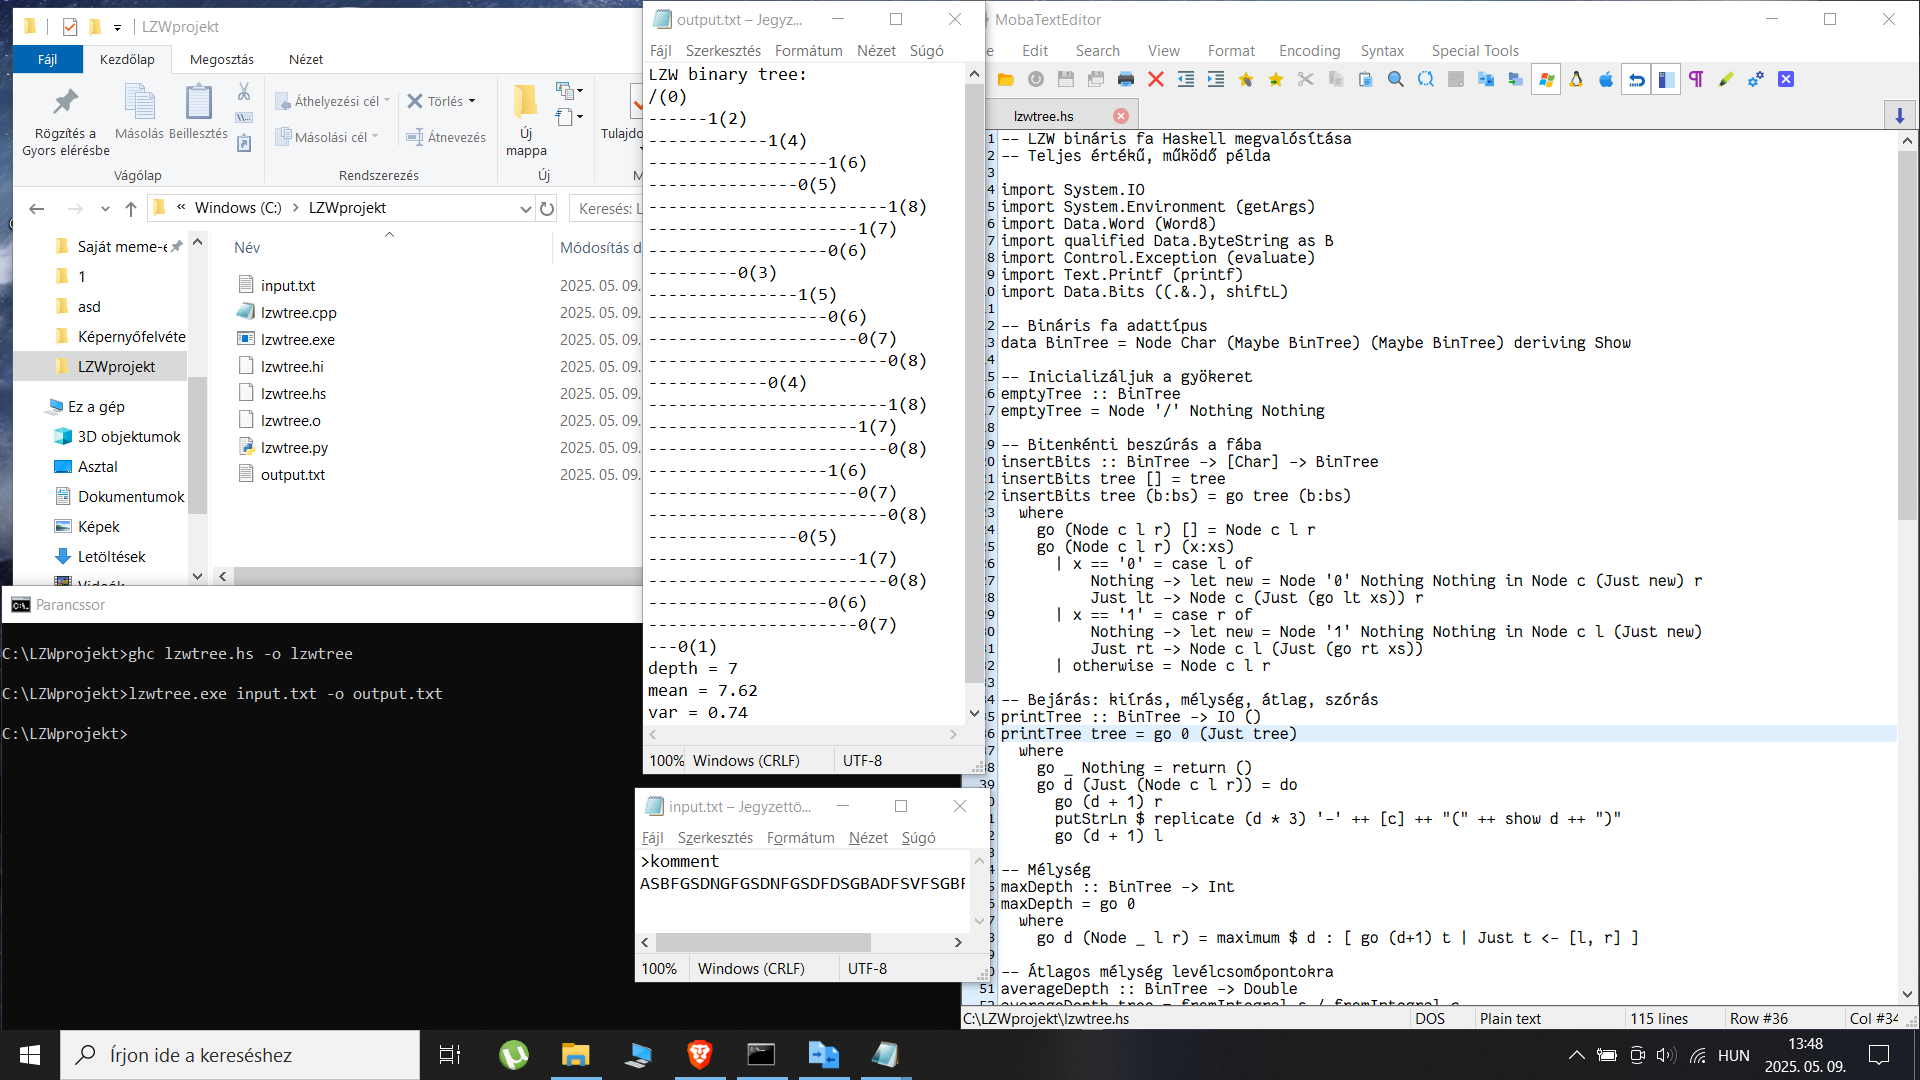 LZWprojekt
Fájl
Kezdőlap
Megosztás
Nézet
Rögzítés a
Gyors elérésbe
Másolás
Beillesztés
Áthelyezési cél
Másolási cél
Törlés
Átnevezés
Új
mappa
Tulajdo
Vágólap
Rendszerezés
Új
Windows (C:)
LZWprojekt
Keresés: L
Saját meme-e
1
asd
Képernyőfelvéte
LZWprojekt
Ez a gép
3D objektumok
Asztal
Dokumentumok
Képek
Letöltések
Videók
Név
Módosítás d
input.txt 2025. 05. 09.
lzwtree.cpp 2025. 05. 09.
lzwtree.exe 2025. 05. 09.
lzwtree.hi 2025. 05. 09.
lzwtree.hs 2025. 05. 09.
lzwtree.o 2025. 05. 09.
lzwtree.py 2025. 05. 09.
output.txt 2025. 05. 09.
Parancssor
C:\LZWprojekt>ghc lzwtree.hs -o lzwtree
C:\LZWprojekt>lzwtree.exe input.txt -o output.txt
C:\LZWprojekt>
output.txt – Jegyz...
Fájl Szerkesztés Formátum Nézet Súgó
LZW binary tree:
/(0)
------1(2)
------------1(4)
------------------1(6)
---------------0(5)
------------------------1(8)
---------------------1(7)
------------------0(6)
---------0(3)
---------------1(5)
------------------0(6)
---------------------0(7)
------------------------0(8)
------------0(4)
------------------------1(8)
---------------------1(7)
------------------------0(8)
------------------1(6)
---------------------0(7)
------------------------0(8)
---------------0(5)
---------------------1(7)
------------------------0(8)
------------------0(6)
---------------------0(7)
---0(1)
depth = 7
mean = 7.62
var = 0.74
100% Windows (CRLF) UTF-8
input.txt – Jegyzettö...
Fájl Szerkesztés Formátum Nézet Súgó
>komment
ASBFGSDNGFGSDNFGSDFDSGBADFSVFSGBF
100% Windows (CRLF) UTF-8
MobaTextEditor
Edit Search View Format Encoding Syntax Special Tools
lzwtree.hs
-- LZW bináris fa Haskell megvalósítása
-- Teljes értékű, működő példa
import System.IO
import System.Environment (getArgs)
import Data.Word (Word8)
import qualified Data.ByteString as B
import Control.Exception (evaluate)
import Text.Printf (printf)
import Data.Bits ((.&.), shiftL)
-- Bináris fa adattípus
data BinTree = Node Char (Maybe BinTree) (Maybe BinTree) deriving Show
-- Inicializáljuk a gyökeret
emptyTree :: BinTree
emptyTree = Node '/' Nothing Nothing
-- Bitenkénti beszúrás a fába
insertBits :: BinTree -> [Char] -> BinTree
insertBits tree [] = tree
insertBits tree (b:bs) = go tree (b:bs)
where
go (Node c l r) [] = Node c l r
go (Node c l r) (x:xs)
| x == '0' = case l of
Nothing -> let new = Node '0' Nothing Nothing in Node c (Just new) r
Just lt -> Node c (Just (go lt xs)) r
| x == '1' = case r of
Nothing -> let new = Node '1' Nothing Nothing in Node c l (Just new)
Just rt -> Node c l (Just (go rt xs))
| otherwise = Node c l r
-- Bejárás: kiírás, mélység, átlag, szórás
printTree :: BinTree -> IO ()
printTree tree = go 0 (Just tree)
where
go _ Nothing = return ()
go d (Just (Node c l r)) = do
go (d + 1) r
putStrLn $ replicate (d * 3) '-' ++ [c] ++ "(" ++ show d ++ ")"
go (d + 1) l
-- Mélység
maxDepth :: BinTree -> Int
maxDepth = go 0
where
go d (Node _ l r) = maximum $ d : [ go (d+1) t | Just t <- [l, r] ]
-- Átlagos mélység levélcsomópontokra
51 averageDepth :: BinTree -> Double
C:\LZWprojekt\lzwtree.hs DOS Plain text 115 lines Row #36 Col #34
Írjon ide a kereséshez
HUN
13:48
2025. 05. 09.